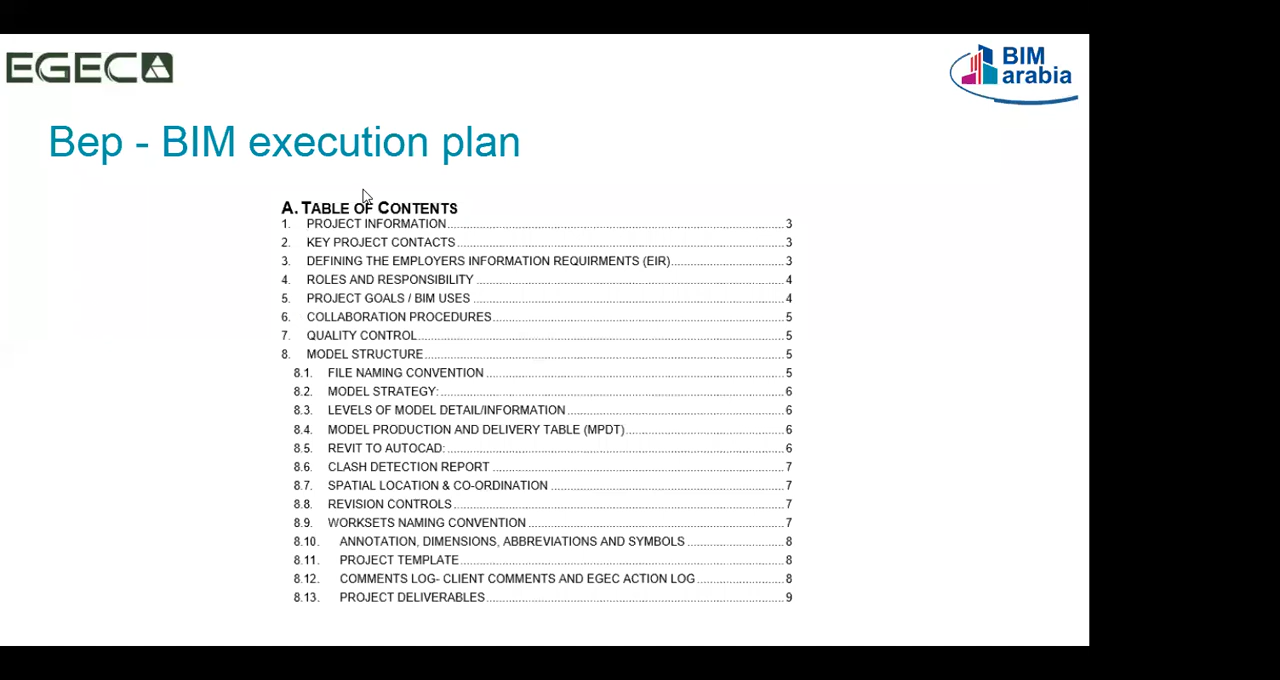 EGEC
BIM
arabia
Bep - BIM execution plan
A. TABLE OF CONTENTS
1. PROJECT INFORMATION 3
2. KEY PROJECT CONTACTS 3
3. DEFINING THE EMPLOYERS INFORMATION REQUIRMENTS (EIR) 3
4. ROLES AND RESPONSIBILITY 4
5. PROJECT GOALS / BIM USES 4
6. COLLABORATION PROCEDURES 5
7. QUALITY CONTROL 5
8. MODEL STRUCTURE 5
8.1. FILE NAMING CONVENTION 5
8.2. MODEL STRATEGY: 6
8.3. LEVELS OF MODEL DETAIL/INFORMATION 6
8.4. MODEL PRODUCTION AND DELIVERY TABLE (MPDT) 6
8.5. REVIT TO AUTOCAD: 6
8.6. CLASH DETECTION REPORT 7
8.7. SPATIAL LOCATION & CO-ORDINATION 7
8.8. REVISION CONTROLS 7
8.9. WORKSETS NAMING CONVENTION 7
8.10. ANNOTATION, DIMENSIONS, ABBREVIATIONS AND SYMBOLS 8
8.11. PROJECT TEMPLATE 8
8.12. COMMENTS LOG- CLIENT COMMENTS AND EGEC ACTION LOG 8
8.13. PROJECT DELIVERABLES 9